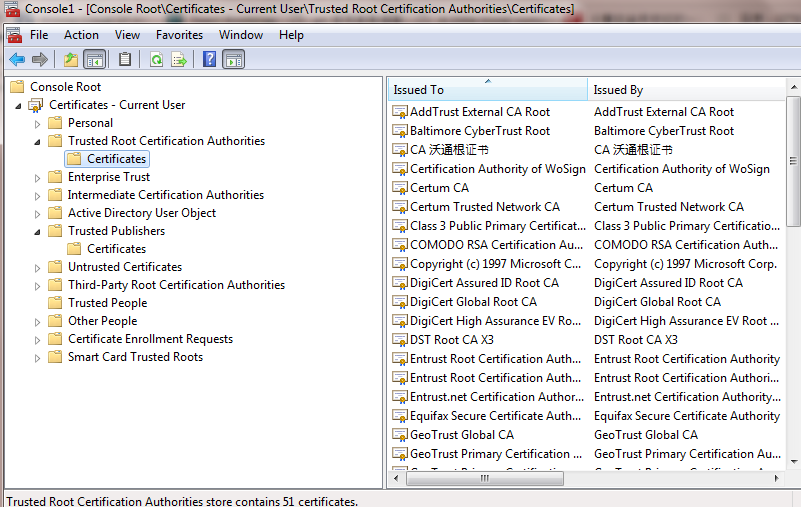 Console1 - [Console Root\Certificates - Current User\Trusted Root Certification Authorities\Certificates]
File Action View Favorites Window Help
Console Root
Certificates - Current User
Personal
Trusted Root Certification Authorities
Certificates
Enterprise Trust
Intermediate Certification Authorities
Active Directory User Object
Trusted Publishers
Certificates
Untrusted Certificates
Third-Party Root Certification Authorities
Trusted People
Other People
Certificate Enrollment Requests
Smart Card Trusted Roots
Issued To Issued By
AddTrust External CA Root AddTrust External CA Root
Baltimore CyberTrust Root Baltimore CyberTrust Root
CA 沃通根证书 CA 沃通根证书
Certification Authority of WoSign Certification Authority of WoSign
Certum CA Certum CA
Certum Trusted Network CA Certum Trusted Network CA
Class 3 Public Primary Certificat... Class 3 Public Primary Certificatio...
COMODO RSA Certification Au... COMODO RSA Certification Auth...
Copyright (c) 1997 Microsoft C... Copyright (c) 1997 Microsoft Corp.
DigiCert Assured ID Root CA DigiCert Assured ID Root CA
DigiCert Global Root CA DigiCert Global Root CA
DigiCert High Assurance EV Ro... DigiCert High Assurance EV Root ...
DST Root CA X3 DST Root CA X3
Entrust Root Certification Auth... Entrust Root Certification Authority
Entrust Root Certification Auth... Entrust Root Certification Authori...
Entrust.net Certification Author... Entrust.net Certification Authority...
Equifax Secure Certificate Auth... Equifax Secure Certificate Authority
GeoTrust Global CA GeoTrust Global CA
GeoTrust Primary Certification ... GeoTrust Primary Certification Au...
Trusted Root Certification Authorities store contains 51 certificates.